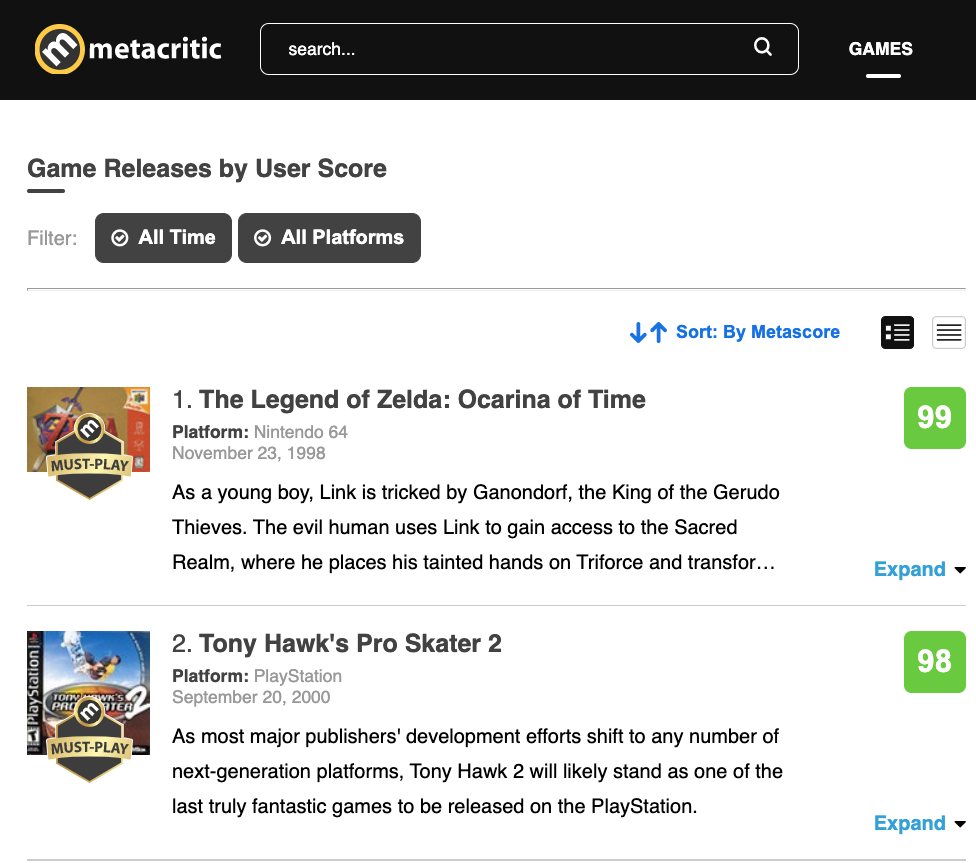 metacritic
search...
GAMES
Game Releases by User Score
Filter:
All Time
All Platforms
Sort: By Metascore
MUST-PLAY
1. The Legend of Zelda: Ocarina of Time
99
Platform: Nintendo 64
November 23, 1998
As a young boy, Link is tricked by Ganondorf, the King of the Gerudo
Thieves. The evil human uses Link to gain access to the Sacred
Realm, where he places his tainted hands on Triforce and transfor…
Expand
PlayStation
TONY HAWK'S
PRO SKATER 2
MUST-PLAY
2. Tony Hawk's Pro Skater 2
98
Platform: PlayStation
September 20, 2000
As most major publishers' development efforts shift to any number of
next-generation platforms, Tony Hawk 2 will likely stand as one of the
last truly fantastic games to be released on the PlayStation.
Expand